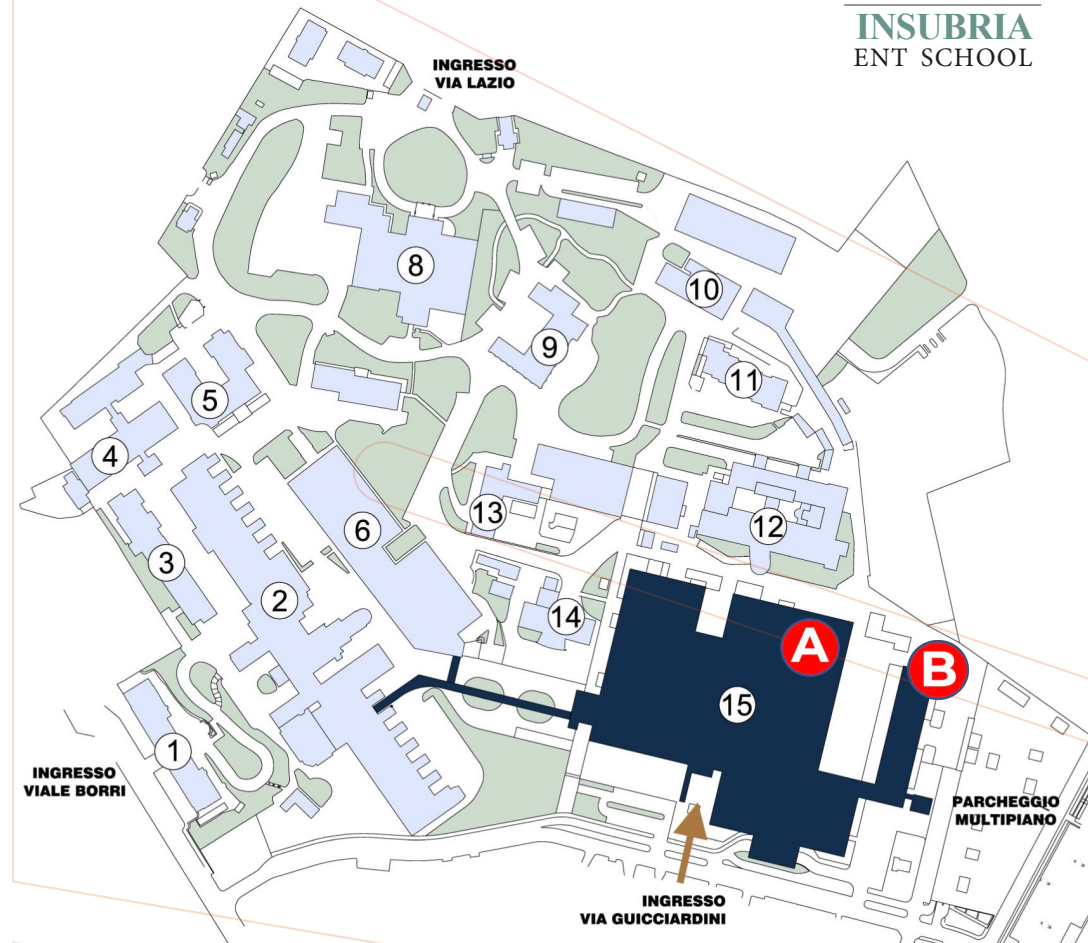 INSUBRIA
ENT SCHOOL
INGRESSO
VIA LAZIO
8
10
9
11
5
4
13
6
12
3
2
14
A
B
15
1
INGRESSO
VIALE BORRI
PARCHEGGIO
MULTIPIANO
INGRESSO
VIA GUICCIARDINI